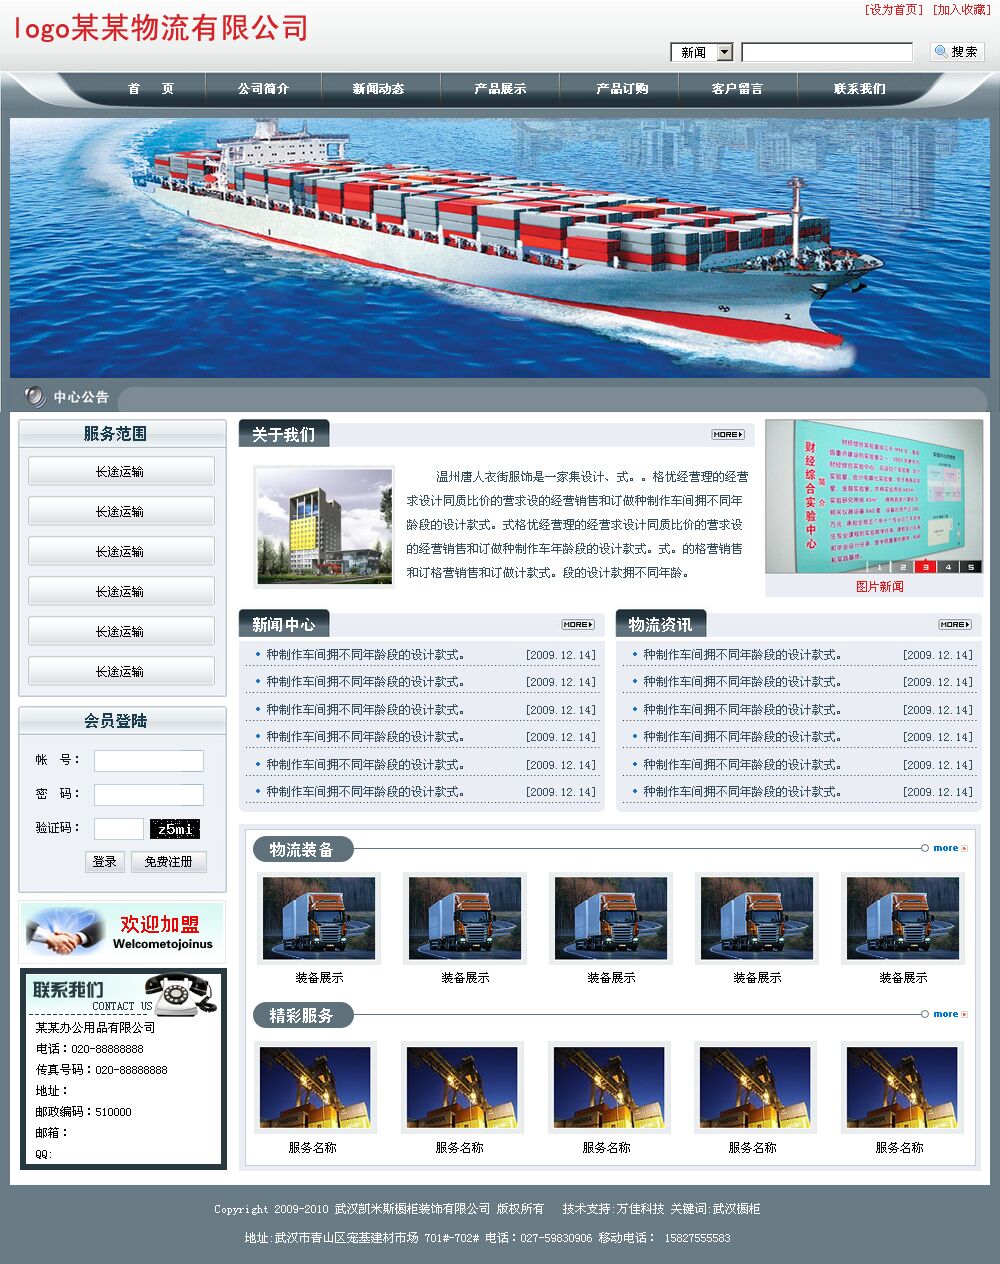 [设为首页] [加入收藏]
logo某某物流有限公司
新闻 搜索
首 页 公司简介 新闻动态 产品展示 产品订购 客户留言 联系我们
中心公告
服务范围
长途运输
长途运输
长途运输
长途运输
长途运输
长途运输
会员登陆
帐 号：
密 码：
验证码： z5mi
登录 免费注册
欢迎加盟
Welcometojoinus
联系我们
CONTACT US
某某办公用品有限公司
电话：020-88888888
传真号码：020-88888888
地址：
邮政编码：510000
邮箱：
QQ:
关于我们 MORE
温州唐人衣街服饰是一家集设计、式。。格优经营理的经营
求设计同质比价的营求设的经营销售和订做种制作车间拥不同年
龄段的设计款式。式格优经营理的经营求设计同质比价的营求设
的经营销售和订做种制作车年龄段的设计款式。式。的格营销售
和订格营销售和订做计款式。段的设计款拥不同年龄。
财经综合实验中心
简介
1 2 3 4 5
图片新闻
新闻中心 MORE
种制作车间拥不同年龄段的设计款式。 [2009.12.14]
种制作车间拥不同年龄段的设计款式。 [2009.12.14]
种制作车间拥不同年龄段的设计款式。 [2009.12.14]
种制作车间拥不同年龄段的设计款式。 [2009.12.14]
种制作车间拥不同年龄段的设计款式。 [2009.12.14]
种制作车间拥不同年龄段的设计款式。 [2009.12.14]
物流资讯 MORE
种制作车间拥不同年龄段的设计款式。 [2009.12.14]
种制作车间拥不同年龄段的设计款式。 [2009.12.14]
种制作车间拥不同年龄段的设计款式。 [2009.12.14]
种制作车间拥不同年龄段的设计款式。 [2009.12.14]
种制作车间拥不同年龄段的设计款式。 [2009.12.14]
种制作车间拥不同年龄段的设计款式。 [2009.12.14]
物流装备 more
装备展示 装备展示 装备展示 装备展示 装备展示
精彩服务 more
服务名称 服务名称 服务名称 服务名称 服务名称
Copyright 2009-2010 武汉凯米斯橱柜装饰有限公司 版权所有 技术支持:万佳科技 关键词:武汉橱柜
地址:武汉市青山区宠基建材市场 701#-702# 电话：027-59830906 移动电话： 15827555583